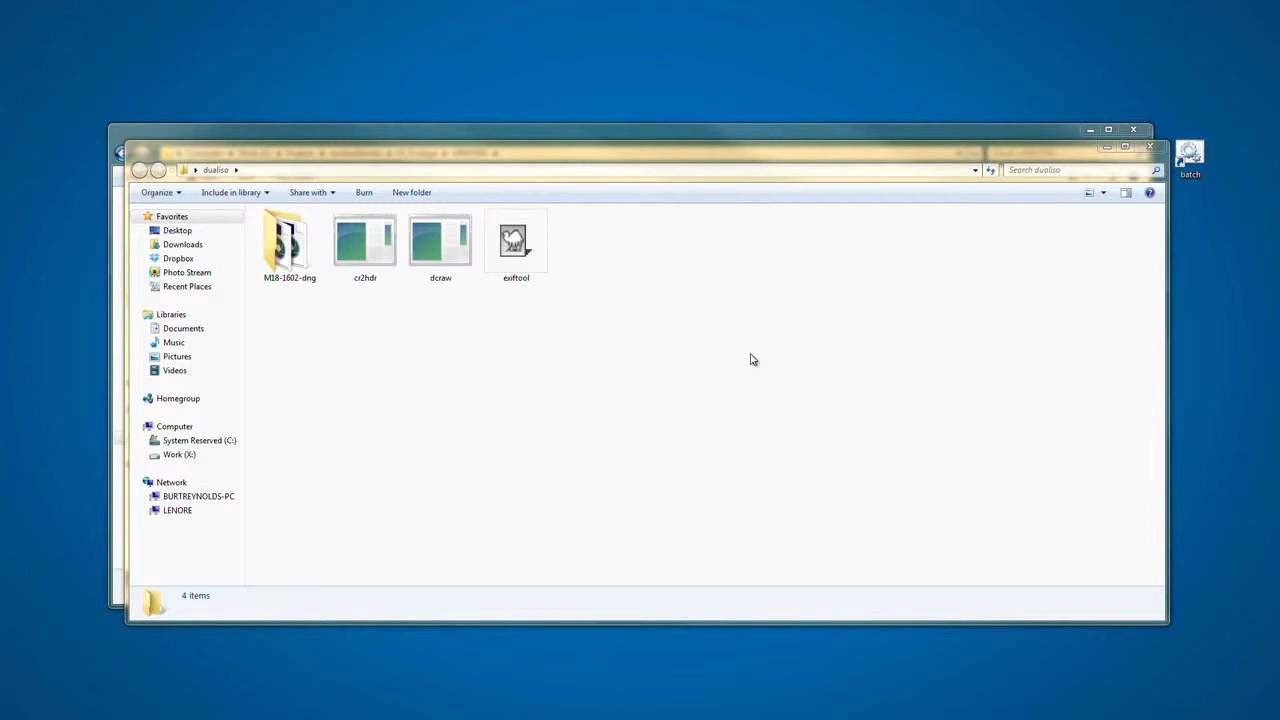 batch
dualiso
Search dualiso
Organize Include in library Share with Burn New folder
Favorites
Desktop
Downloads
Dropbox
Photo Stream
Recent Places
Libraries
Documents
Music
Pictures
Videos
Homegroup
Computer
System Reserved (C:)
Work (X:)
Network
BURTREYNOLDS-PC
LENORE
M18-1602-dng cr2hdr dcraw exiftool
4 items